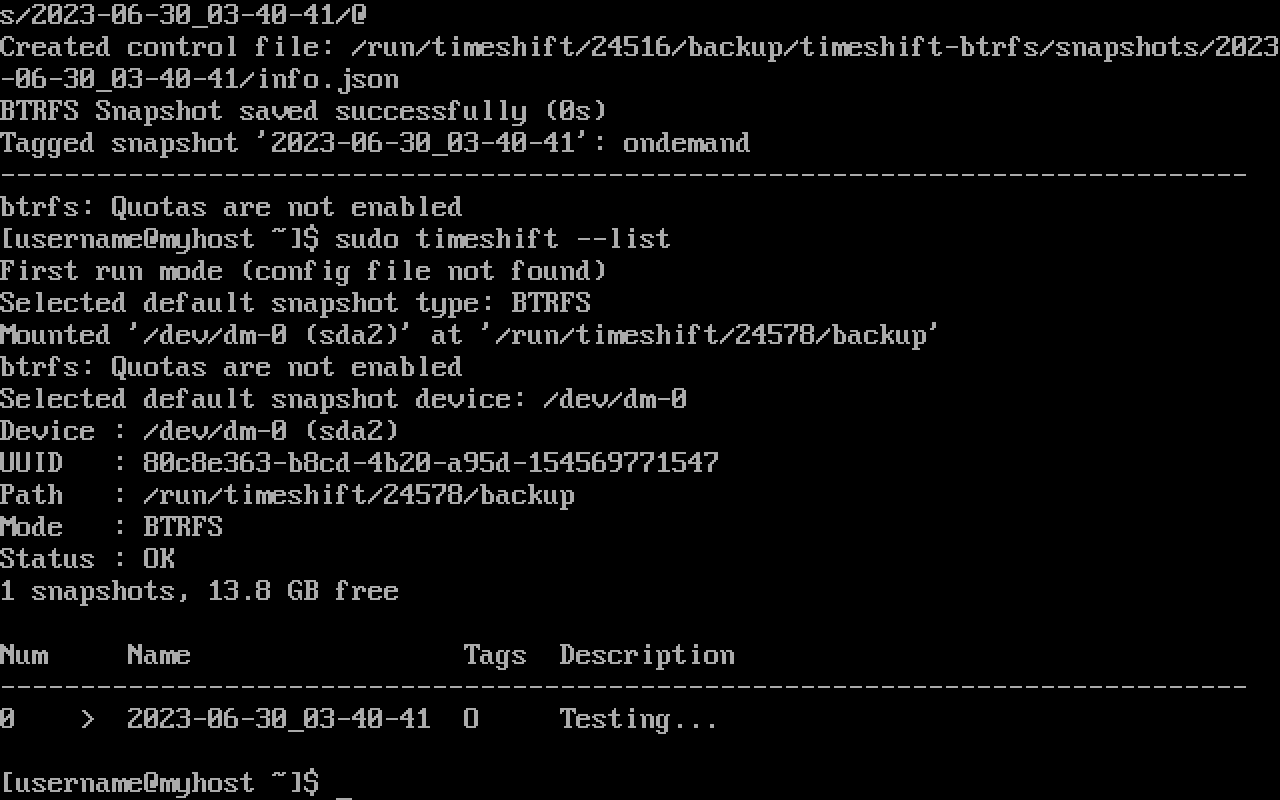 s/2023-06-30_03-40-41/@
Created control file: /run/timeshift/24516/backup/timeshift-btrfs/snapshots/2023
-06-30_03-40-41/info.json
BTRFS Snapshot saved successfully (0s)
Tagged snapshot '2023-06-30_03-40-41': ondemand
------------------------------------------------------------------------------
btrfs: Quotas are not enabled
[username@myhost ~]$ sudo timeshift --list
First run mode (config file not found)
Selected default snapshot type: BTRFS
Mounted '/dev/dm-0 (sda2)' at '/run/timeshift/24578/backup'
btrfs: Quotas are not enabled
Selected default snapshot device: /dev/dm-0
Device : /dev/dm-0 (sda2)
UUID   : 80c8e363-b8cd-4b20-a95d-154569771547
Path   : /run/timeshift/24578/backup
Mode   : BTRFS
Status : OK
1 snapshots, 13.8 GB free
Num     Name                 Tags  Description
------------------------------------------------------------------------------
0    >  2023-06-30_03-40-41  O     Testing...
[username@myhost ~]$ _